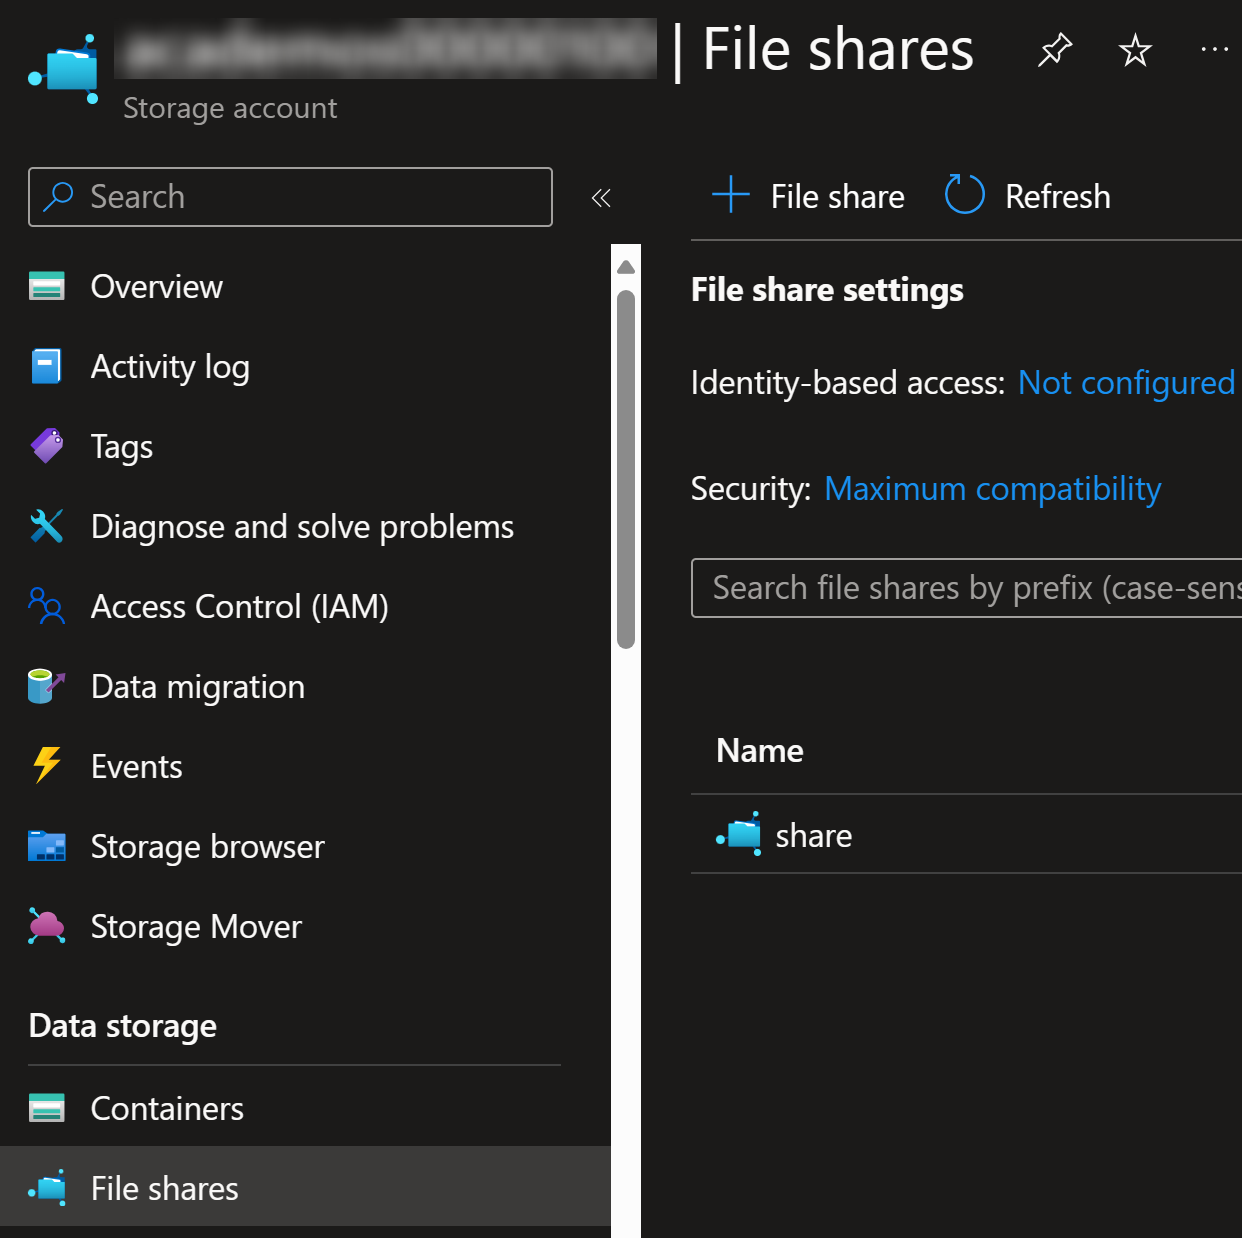 | File shares
Storage account
Search
Overview
Activity log
Tags
Diagnose and solve problems
Access Control (IAM)
Data migration
Events
Storage browser
Storage Mover
Data storage
Containers
File shares
File share
Refresh
File share settings
Identity-based access: Not configured
Security: Maximum compatibility
Search file shares by prefix (case-sens
Name
share